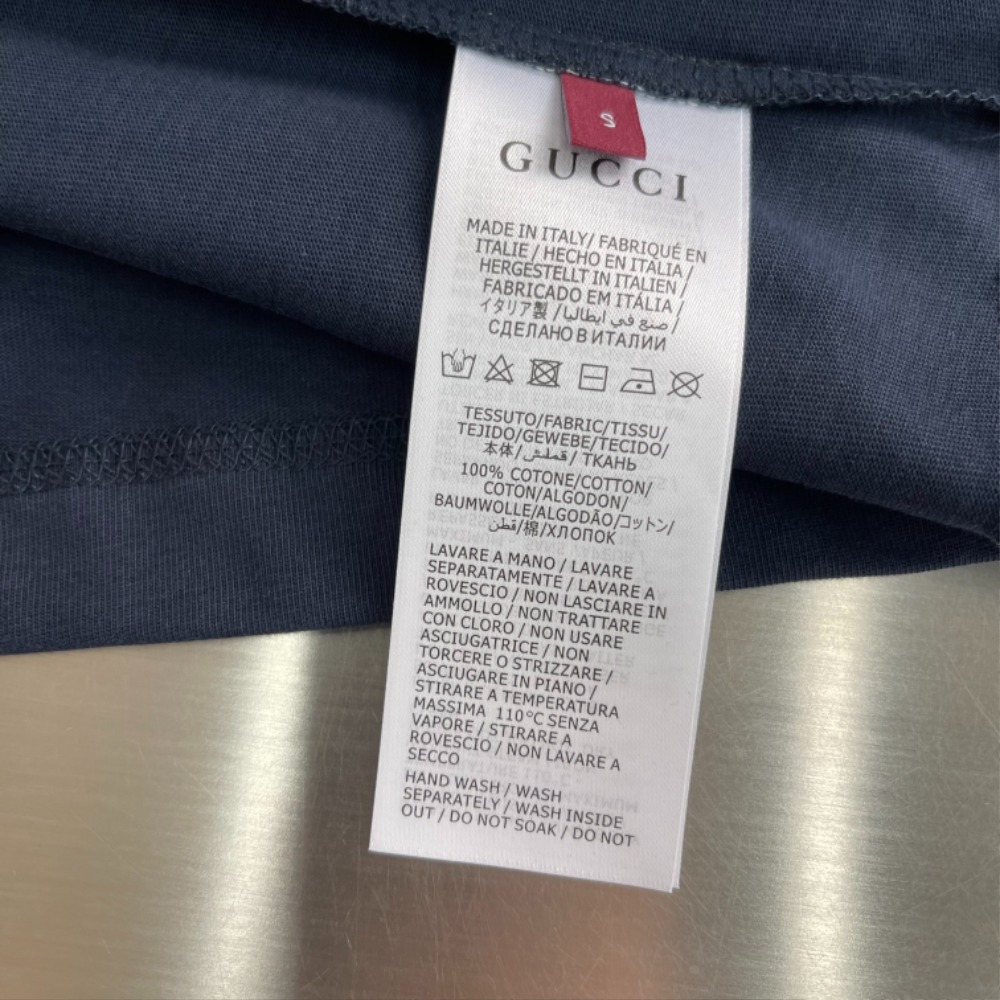 S
GUCCI
MADE IN ITALY/ FABRIQUÉ EN
ITALIE / HECHO EN ITALIA /
HERGESTELLT IN ITALIEN /
FABRICADO EM ITÁLIA /
イタリア製 / صنع في ايطاليا /
СДЕЛАНО В ИТАЛИИ
TESSUTO/FABRIC/TISSU/
TEJIDO/GEWEBE/TECIDO/
本体/قملش/ ТКАНЬ
100% COTONE/COTTON/
COTON/ALGODON/
BAUMWOLLE/ALGODÃO/コットン/
قطن/棉/ХЛОПОК
LAVARE A MANO / LAVARE
SEPARATAMENTE / LAVARE A
ROVESCIO / NON LASCIARE IN
AMMOLLO / NON TRATTARE
CON CLORO / NON USARE
ASCIUGATRICE / NON
TORCERE O STRIZZARE /
ASCIUGARE IN PIANO /
STIRARE A TEMPERATURA
MASSIMA 110°C SENZA
VAPORE / STIRARE A
ROVESCIO / NON LAVARE A
SECCO
HAND WASH / WASH
SEPARATELY / WASH INSIDE
OUT / DO NOT SOAK / DO NOT